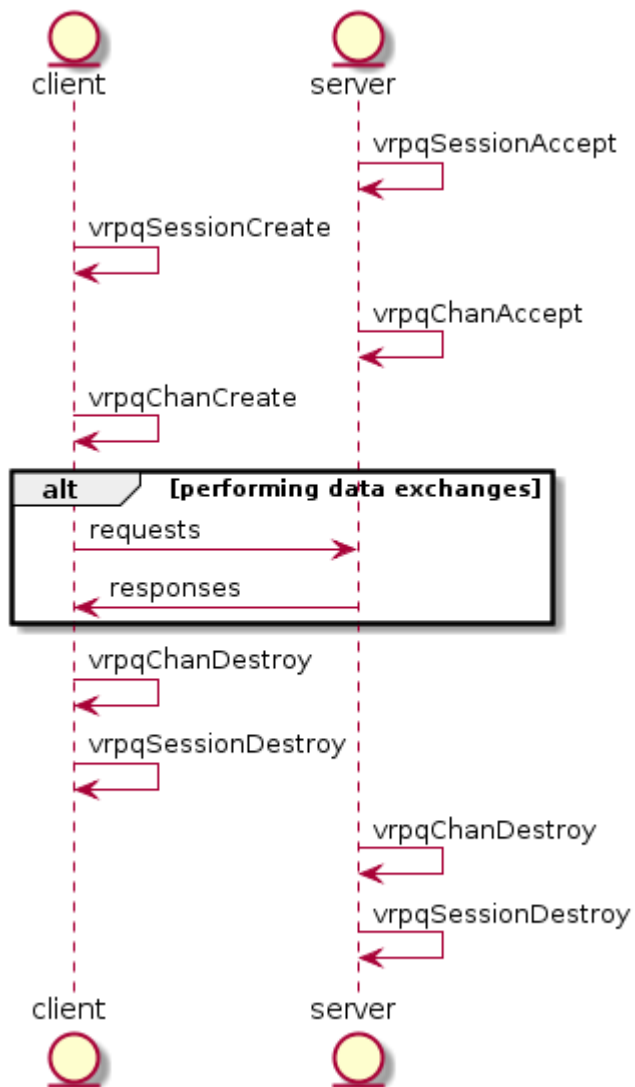 client server
vrpqSessionAccept
vrpqSessionCreate
vrpqChanAccept
vrpqChanCreate
alt [performing data exchanges]
requests
responses
vrpqChanDestroy
vrpqSessionDestroy
vrpqChanDestroy
vrpqSessionDestroy
client server